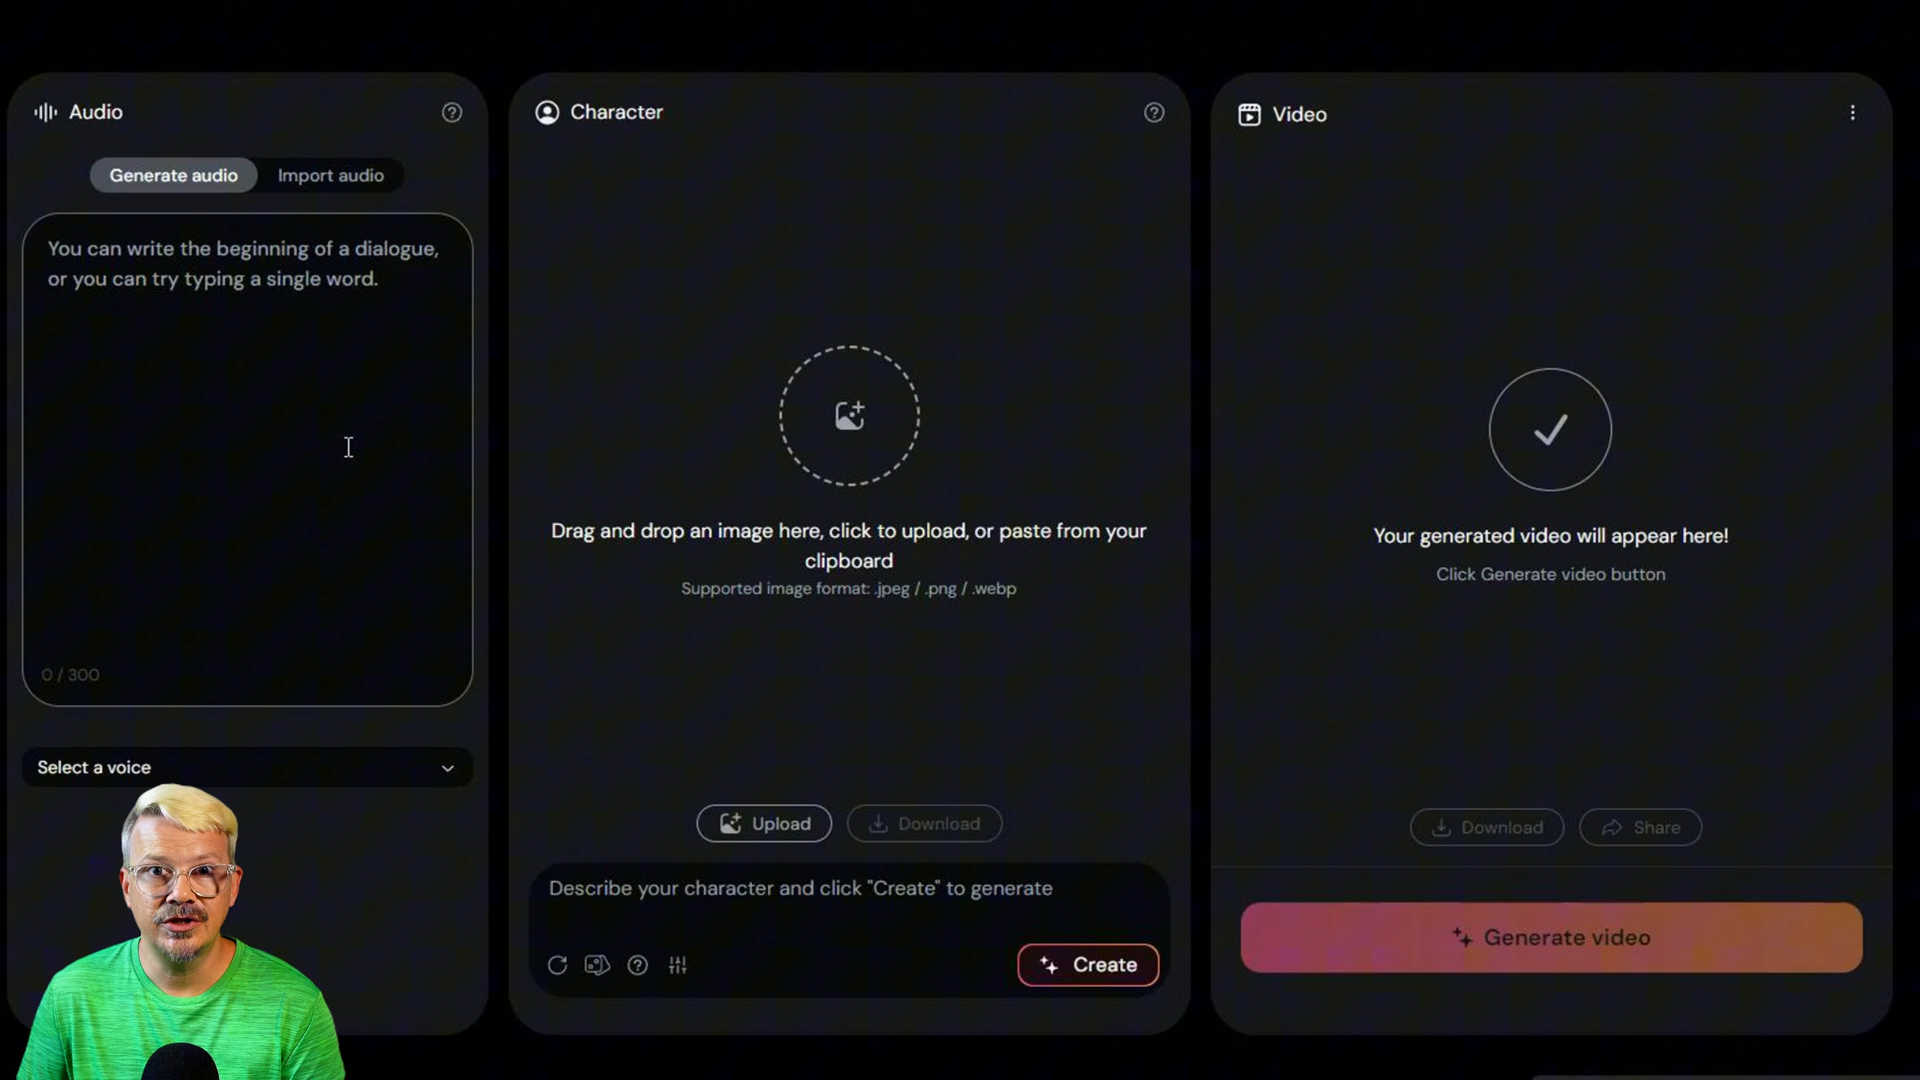 Audio
Generate audio
Import audio
You can write the beginning of a dialogue,
or you can try typing a single word.
0 / 300
Select a voice
Character
Drag and drop an image here, click to upload, or paste from your
clipboard
Supported image format: .jpeg / .png / .webp
Upload
Download
Describe your character and click "Create" to generate
Create
Video
Your generated video will appear here!
Click Generate video button
Download
Share
Generate video